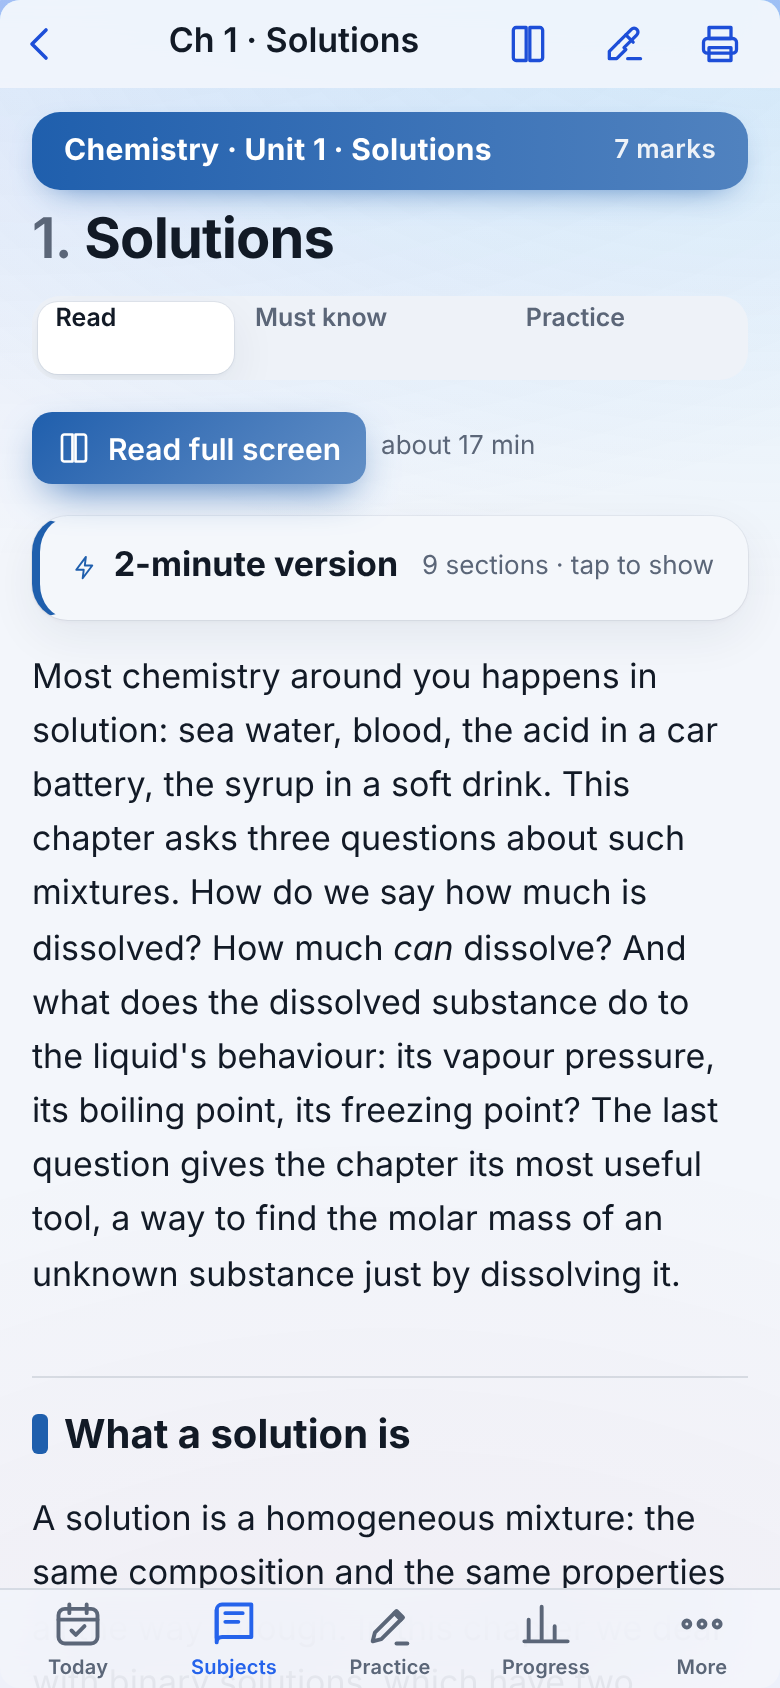 Ch 1 · Solutions
Chemistry · Unit 1 · Solutions 7 marks
1. Solutions
Read Must know Practice
Read full screen about 17 min
2-minute version 9 sections · tap to show
Most chemistry around you happens in
solution: sea water, blood, the acid in a car
battery, the syrup in a soft drink. This
chapter asks three questions about such
mixtures. How do we say how much is
dissolved? How much can dissolve? And
what does the dissolved substance do to
the liquid's behaviour: its vapour pressure,
its boiling point, its freezing point? The last
question gives the chapter its most useful
tool, a way to find the molar mass of an
unknown substance just by dissolving it.
What a solution is
A solution is a homogeneous mixture: the
same composition and the same properties
with binary solutions, which have two
Today Subjects Practice Progress More